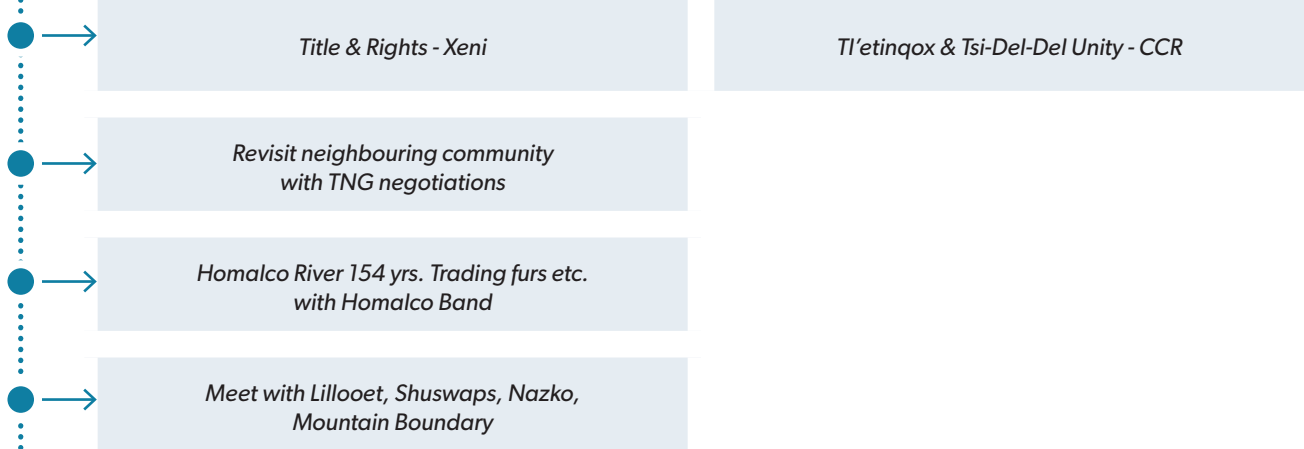 Title & Rights - Xeni
Tl’etinqox & Tsi-Del-Del Unity - CCR
Revisit neighbouring community
with TNG negotiations
Homalco River 154 yrs. Trading furs etc.
with Homalco Band
Meet with Lillooet, Shuswaps, Nazko,
Mountain Boundary